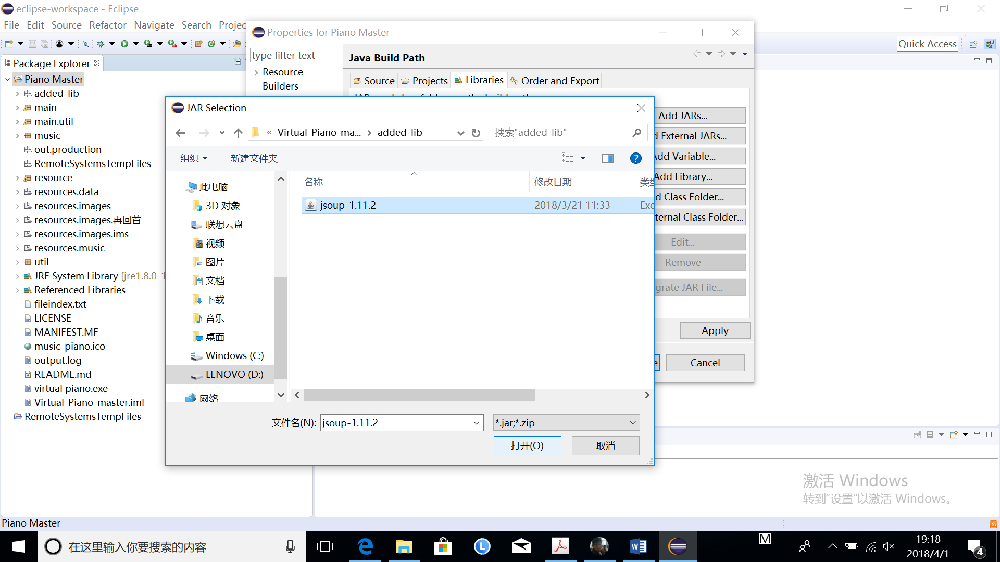 eclipse-workspace - Eclipse
File Edit Source Refactor Navigate Search Projec
Quick Access
Package Explorer
Piano Master
added_lib
main
main.util
music
out.production
RemoteSystemsTempFiles
resource
resources.data
resources.images
resources.images.再回首
resources.images.ims
resources.music
util
JRE System Library [jre1.8.0_1
Referenced Libraries
fileindex.txt
LICENSE
MANIFEST.MF
music_piano.ico
output.log
README.md
virtual piano.exe
Virtual-Piano-master.iml
RemoteSystemsTempFiles
Properties for Piano Master
type filter text
Resource
Builders
Java Build Path
Source Projects Libraries Order and Export
Add JARs...
d External JARs...
Add Variable...
Add Library...
d Class Folder...
ternal Class Folder...
Edit...
Remove
grate JAR File...
Apply
Cancel
JAR Selection
« Virtual-Piano-ma... > added_lib
搜索"added_lib"
组织 新建文件夹
名称 修改日期 类型
jsoup-1.11.2 2018/3/21 11:33 Exe
此电脑
3D 对象
联想云盘
视频
图片
文档
下载
音乐
桌面
Windows (C:)
LENOVO (D:)
网络
文件名(N): jsoup-1.11.2 *.jar;*.zip
打开(O) 取消
激活 Windows
转到"设置"以激活 Windows。
Piano Master
在这里输入你要搜索的内容
M
19:18
2018/4/1
4